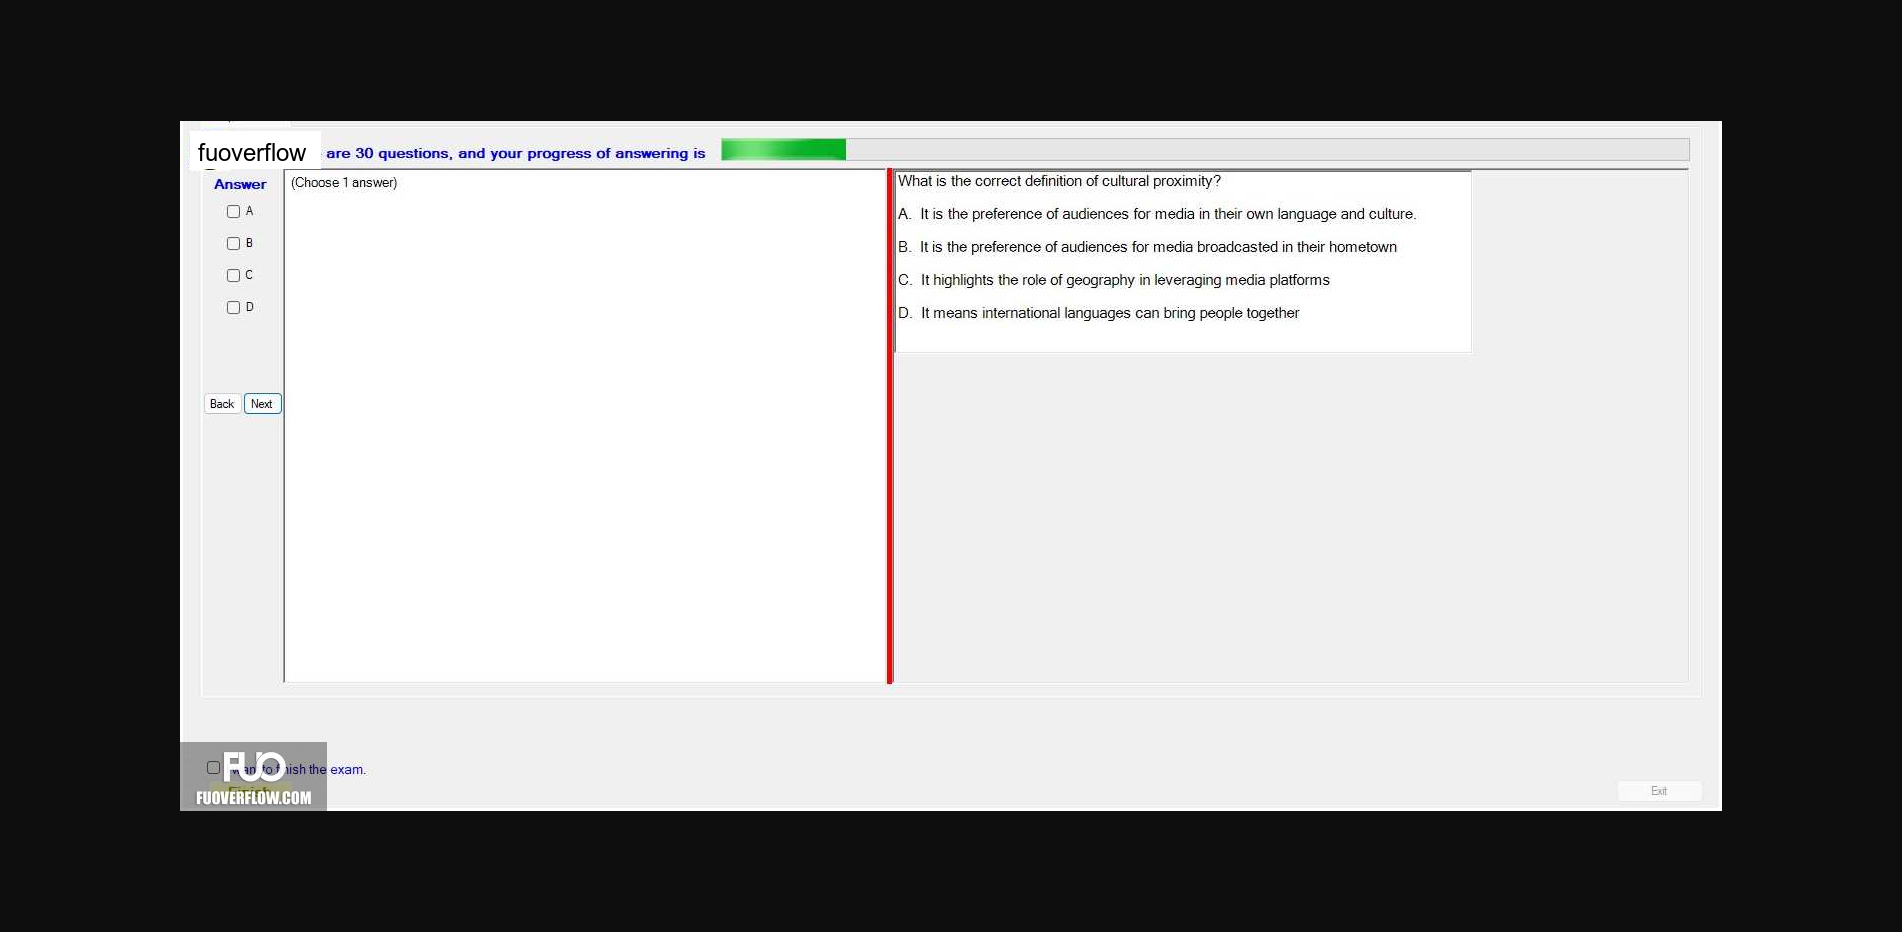 fuoverflow are 30 questions, and your progress of answering is
Answer
(Choose 1 answer)
A
B
C
D
Back
Next
What is the correct definition of cultural proximity?
A. It is the preference of audiences for media in their own language and culture.
B. It is the preference of audiences for media broadcasted in their hometown
C. It highlights the role of geography in leveraging media platforms
D. It means international languages can bring people together
FUO
want to finish the exam.
Finish
FUOVERFLOW.COM
Exit